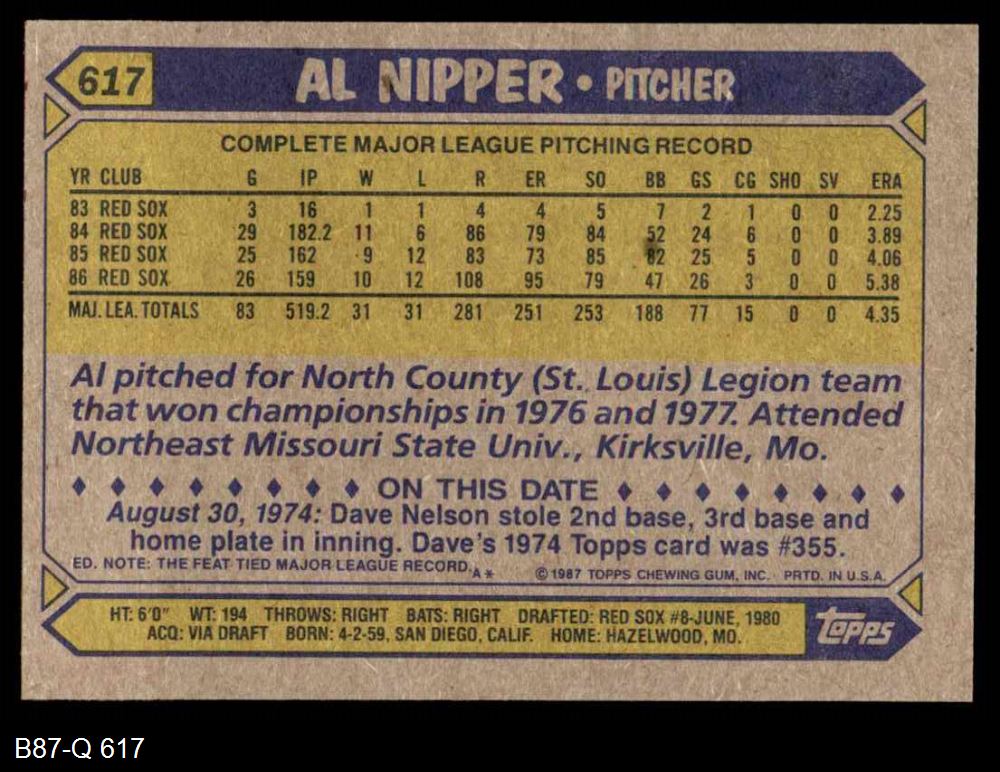 617
AL NIPPER • PITCHER
COMPLETE MAJOR LEAGUE PITCHING RECORD
YR CLUB G IP W L R ER SO BB GS CG SHO SV ERA
83 RED SOX 3 16 1 1 4 4 5 7 2 1 0 0 2.25
84 RED SOX 29 182.2 11 6 86 79 84 52 24 6 0 0 3.89
85 RED SOX 25 162 9 12 83 73 85 82 25 5 0 0 4.06
86 RED SOX 26 159 10 12 108 95 79 47 26 3 0 0 5.38
MAJ. LEA. TOTALS 83 519.2 31 31 281 251 253 188 77 15 0 0 4.35
Al pitched for North County (St. Louis) Legion team
that won championships in 1976 and 1977. Attended
Northeast Missouri State Univ., Kirksville, Mo.
ON THIS DATE
August 30, 1974: Dave Nelson stole 2nd base, 3rd base and
home plate in inning. Dave's 1974 Topps card was #355.
ED. NOTE: THE FEAT TIED MAJOR LEAGUE RECORD. A* © 1987 TOPPS CHEWING GUM, INC. PRTD. IN U.S.A.
HT: 6'0" WT: 194 THROWS: RIGHT BATS: RIGHT DRAFTED: RED SOX #8-JUNE, 1980
ACQ: VIA DRAFT BORN: 4-2-59, SAN DIEGO, CALIF. HOME: HAZELWOOD, MO.
TOPPS
B87-Q 617